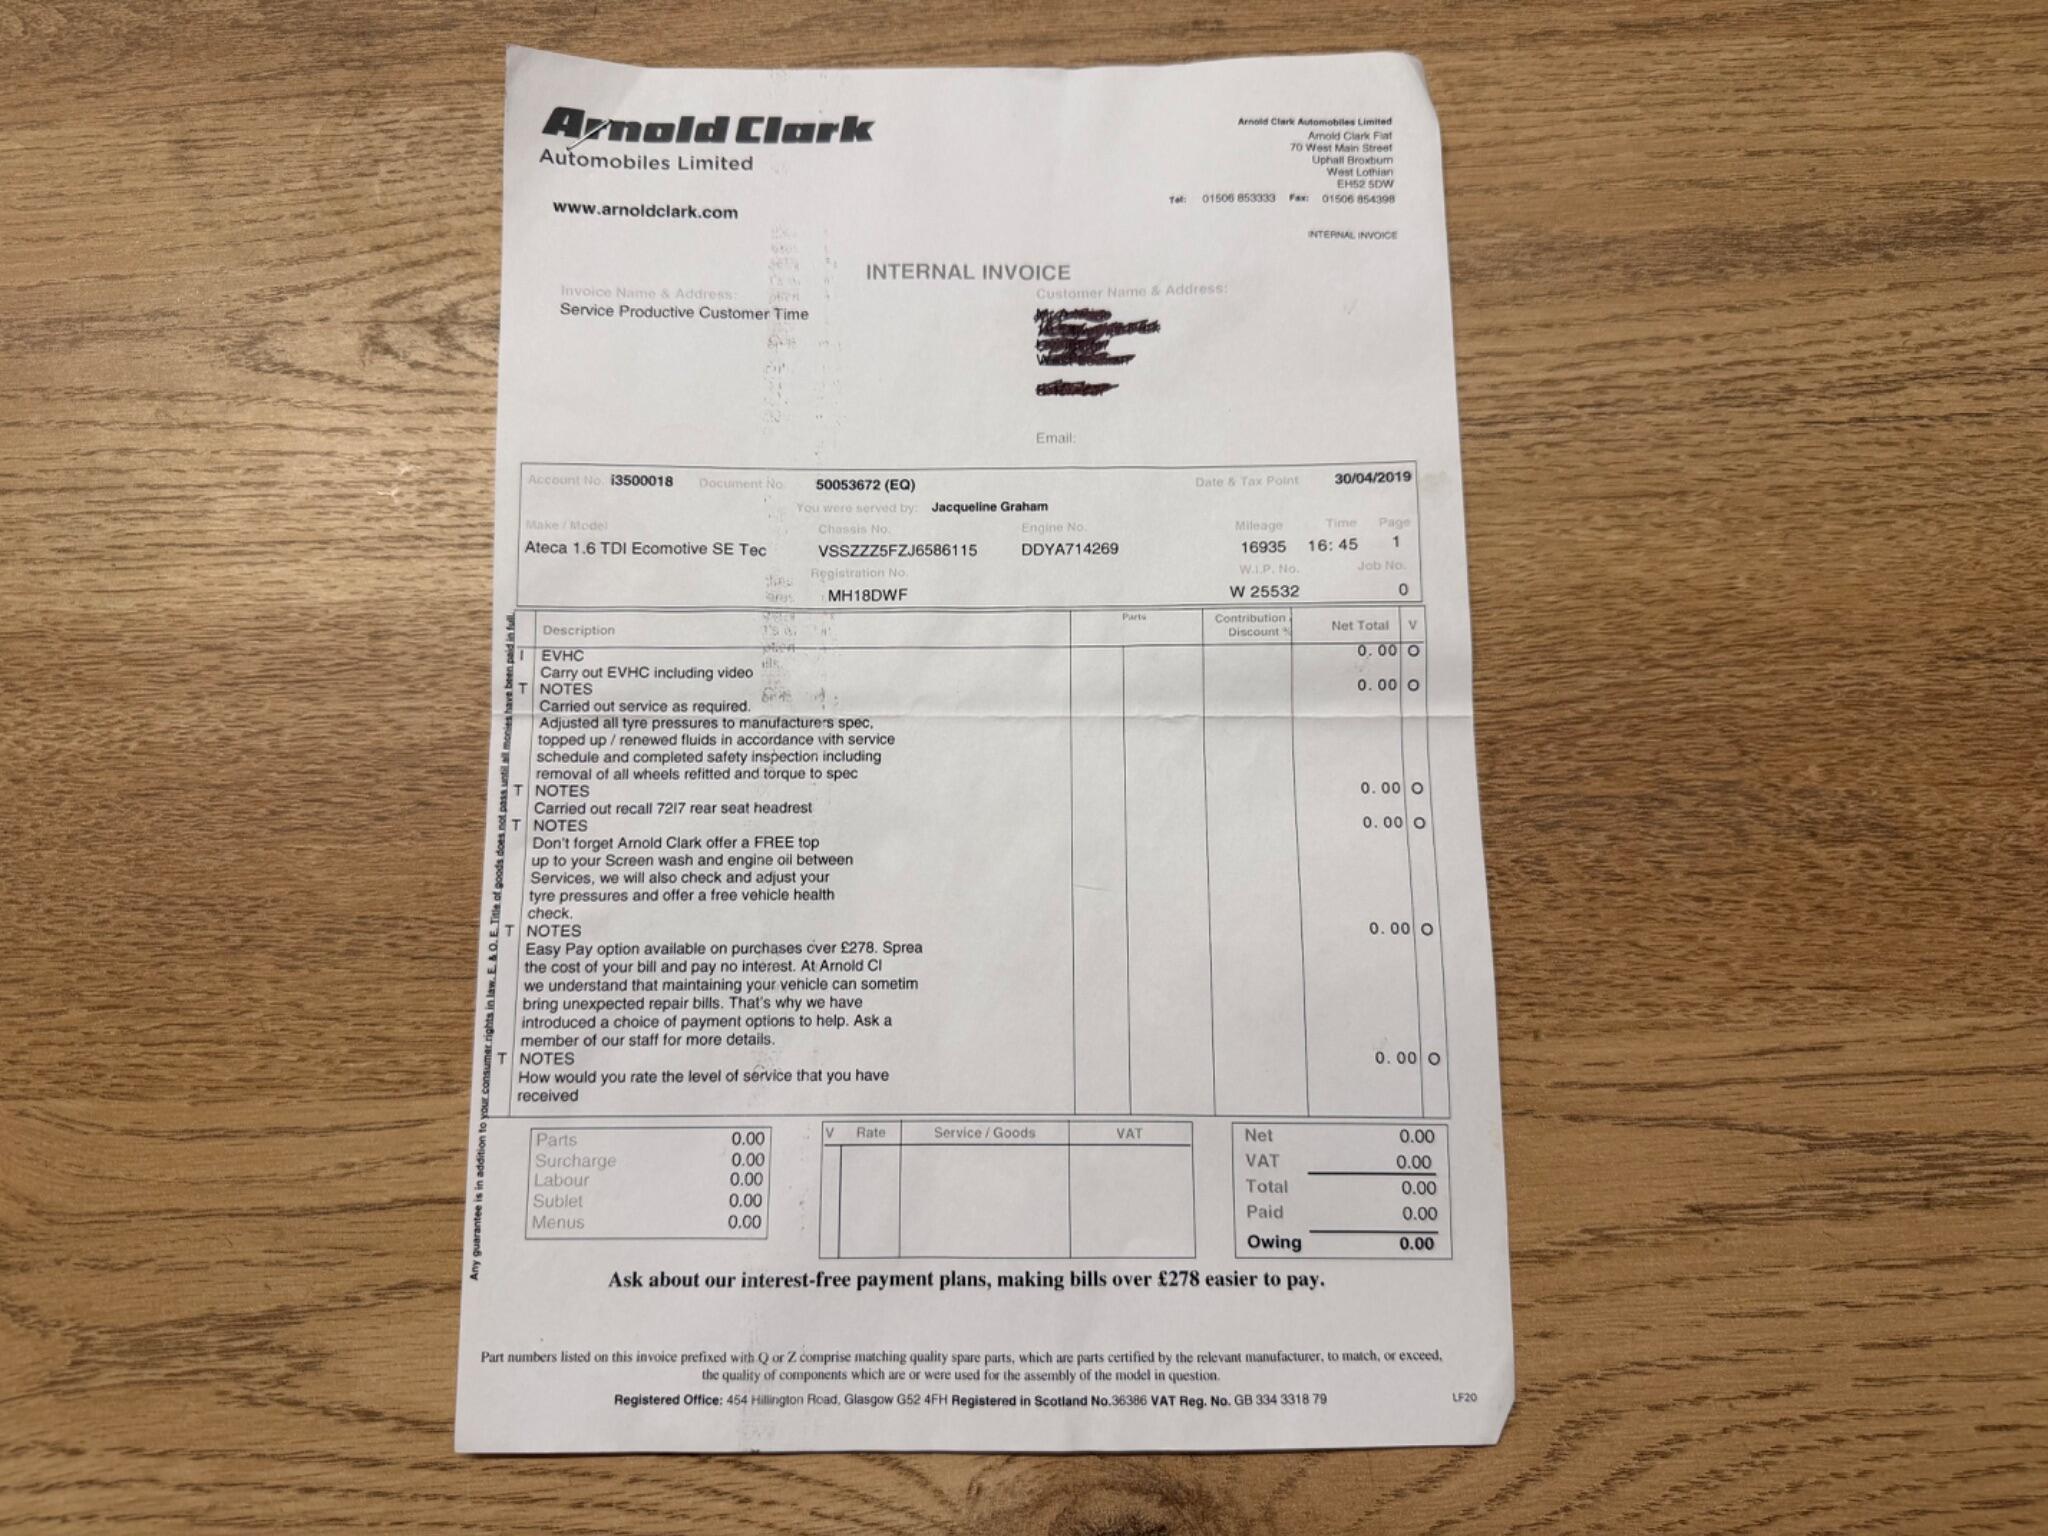 Arnold Clark
Automobiles Limited
www.arnoldclark.com
Arnold Clark Automobiles Limited
Arnold Clark Fiat
70 West Main Street
Uphall Broxburn
West Lothian
EH52 5DW
Tel: 01506 853333 Fax: 01506 854398
INTERNAL INVOICE
INTERNAL INVOICE
Invoice Name & Address:
Service Productive Customer Time
Customer Name & Address:
Email:
Account No. i3500018 Document No. 50053672 (EQ) Date & Tax Point 30/04/2019
You were served by: Jacqueline Graham
Make / Model Chassis No. Engine No. Mileage Time Page
Ateca 1.6 TDI Ecomotive SE Tec VSSZZZ5FZJ6586115 DDYA714269 16935 16:45 1
Registration No. W.I.P. No. Job No.
MH18DWF W 25532 0
Description Parts Contribution Discount % Net Total V
I EVHC 0.00 O
Carry out EVHC including video
T NOTES 0.00 O
Carried out service as required.
Adjusted all tyre pressures to manufacturers spec,
topped up / renewed fluids in accordance with service
schedule and completed safety inspection including
removal of all wheels refitted and torque to spec
T NOTES 0.00 O
Carried out recall 72I7 rear seat headrest
T NOTES 0.00 O
Don't forget Arnold Clark offer a FREE top
up to your Screen wash and engine oil between
Services, we will also check and adjust your
tyre pressures and offer a free vehicle health
check.
T NOTES 0.00 O
Easy Pay option available on purchases over £278. Sprea
the cost of your bill and pay no interest. At Arnold Cl
we understand that maintaining your vehicle can sometim
bring unexpected repair bills. That's why we have
introduced a choice of payment options to help. Ask a
member of our staff for more details.
T NOTES 0.00 O
How would you rate the level of service that you have
received
Any guarantee is in addition to your consumer rights in law. E. & O. E. Title of goods does not pass until all monies have been paid in full.
Parts 0.00
Surcharge 0.00
Labour 0.00
Sublet 0.00
Menus 0.00
V Rate Service / Goods VAT
Net 0.00
VAT 0.00
Total 0.00
Paid 0.00
Owing 0.00
Ask about our interest-free payment plans, making bills over £278 easier to pay.
Part numbers listed on this invoice prefixed with Q or Z comprise matching quality spare parts, which are parts certified by the relevant manufacturer, to match, or exceed,
the quality of components which are or were used for the assembly of the model in question.
Registered Office: 454 Hillington Road, Glasgow G52 4FH Registered in Scotland No.36386 VAT Reg. No. GB 334 3318 79
LF20